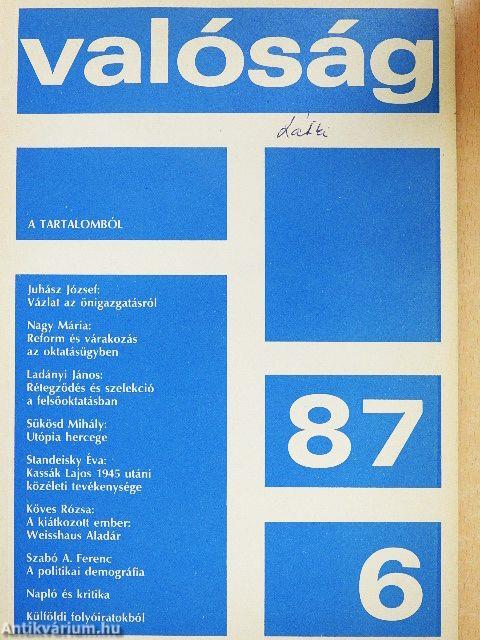 valóság
A TARTALOMBÓL
Juhász József:
Vázlat az önigazgatásról
Nagy Mária:
Reform és várakozás
az oktatásügyben
Ladányi János:
Rétegződés és szelekció
a felsőoktatásban
Sükösd Mihály:
Utópia hercege
Standeisky Éva:
Kassák Lajos 1945 utáni
közéleti tevékenysége
Köves Rózsa:
A kiátkozott ember:
Weisshaus Aladár
Szabó A. Ferenc
A politikai demográfia
Napló és kritika
Külföldi folyóiratokból
87
6
Antikvárium.hu